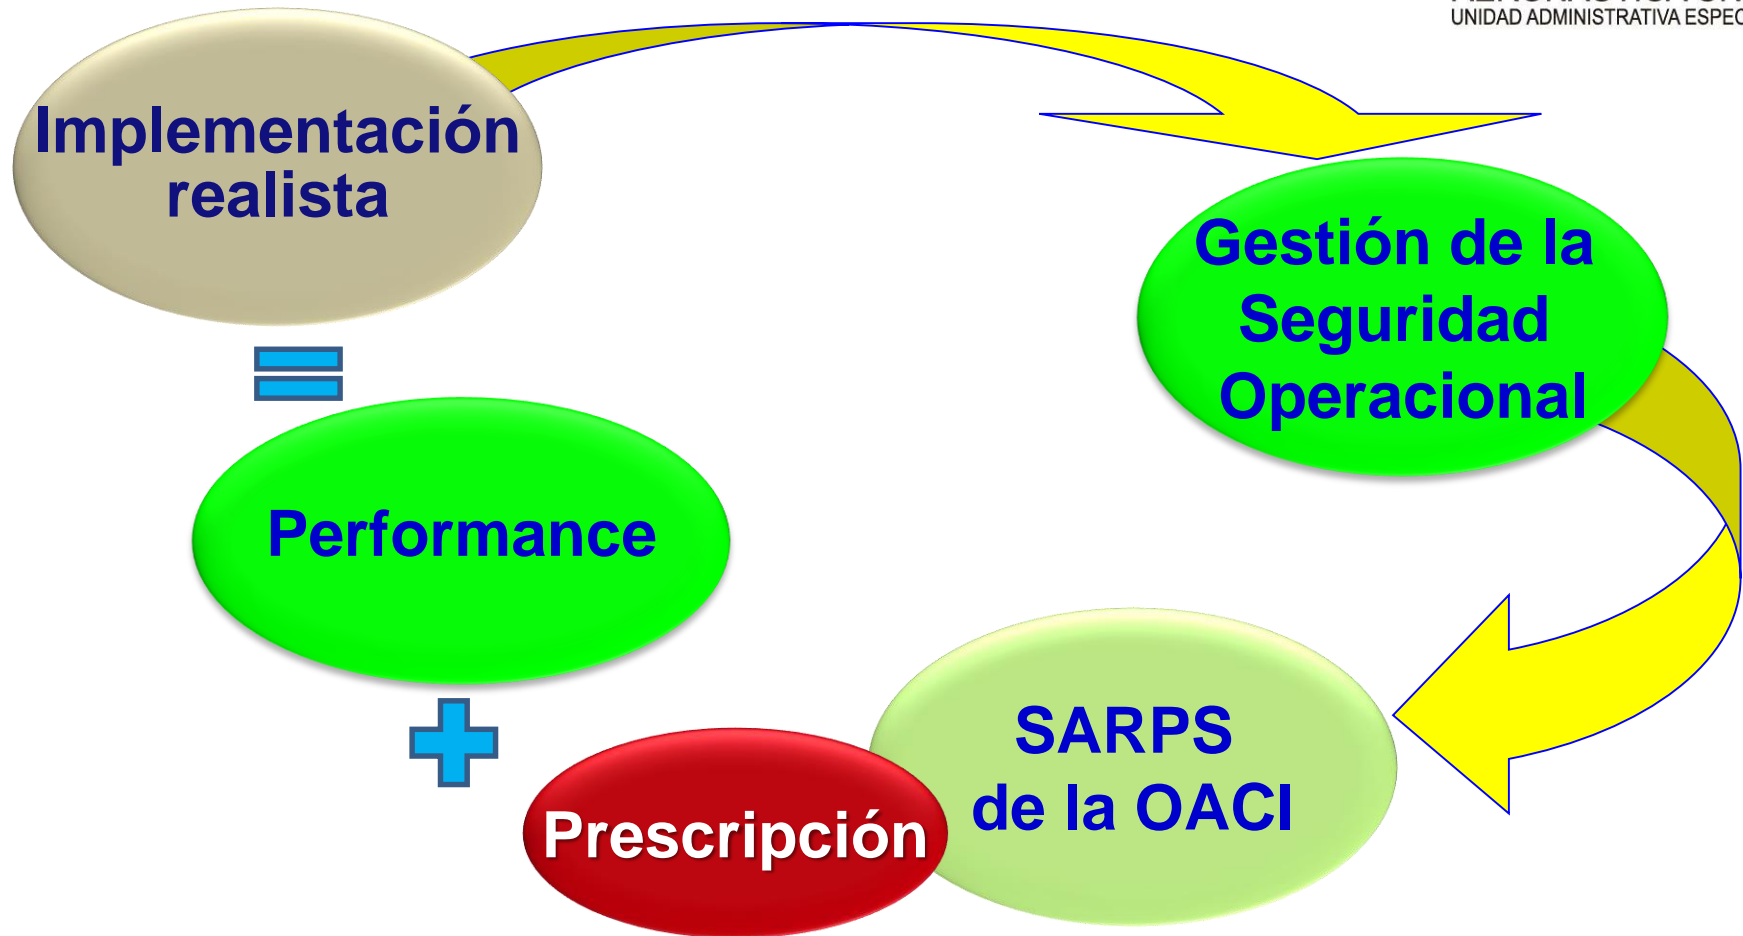 UNIDAD ADMINISTRATIVA ESPEC
Implementación
realista
Gestión de la
Seguridad
Operacional
Performance
SARPS
de la OACI
Prescripción